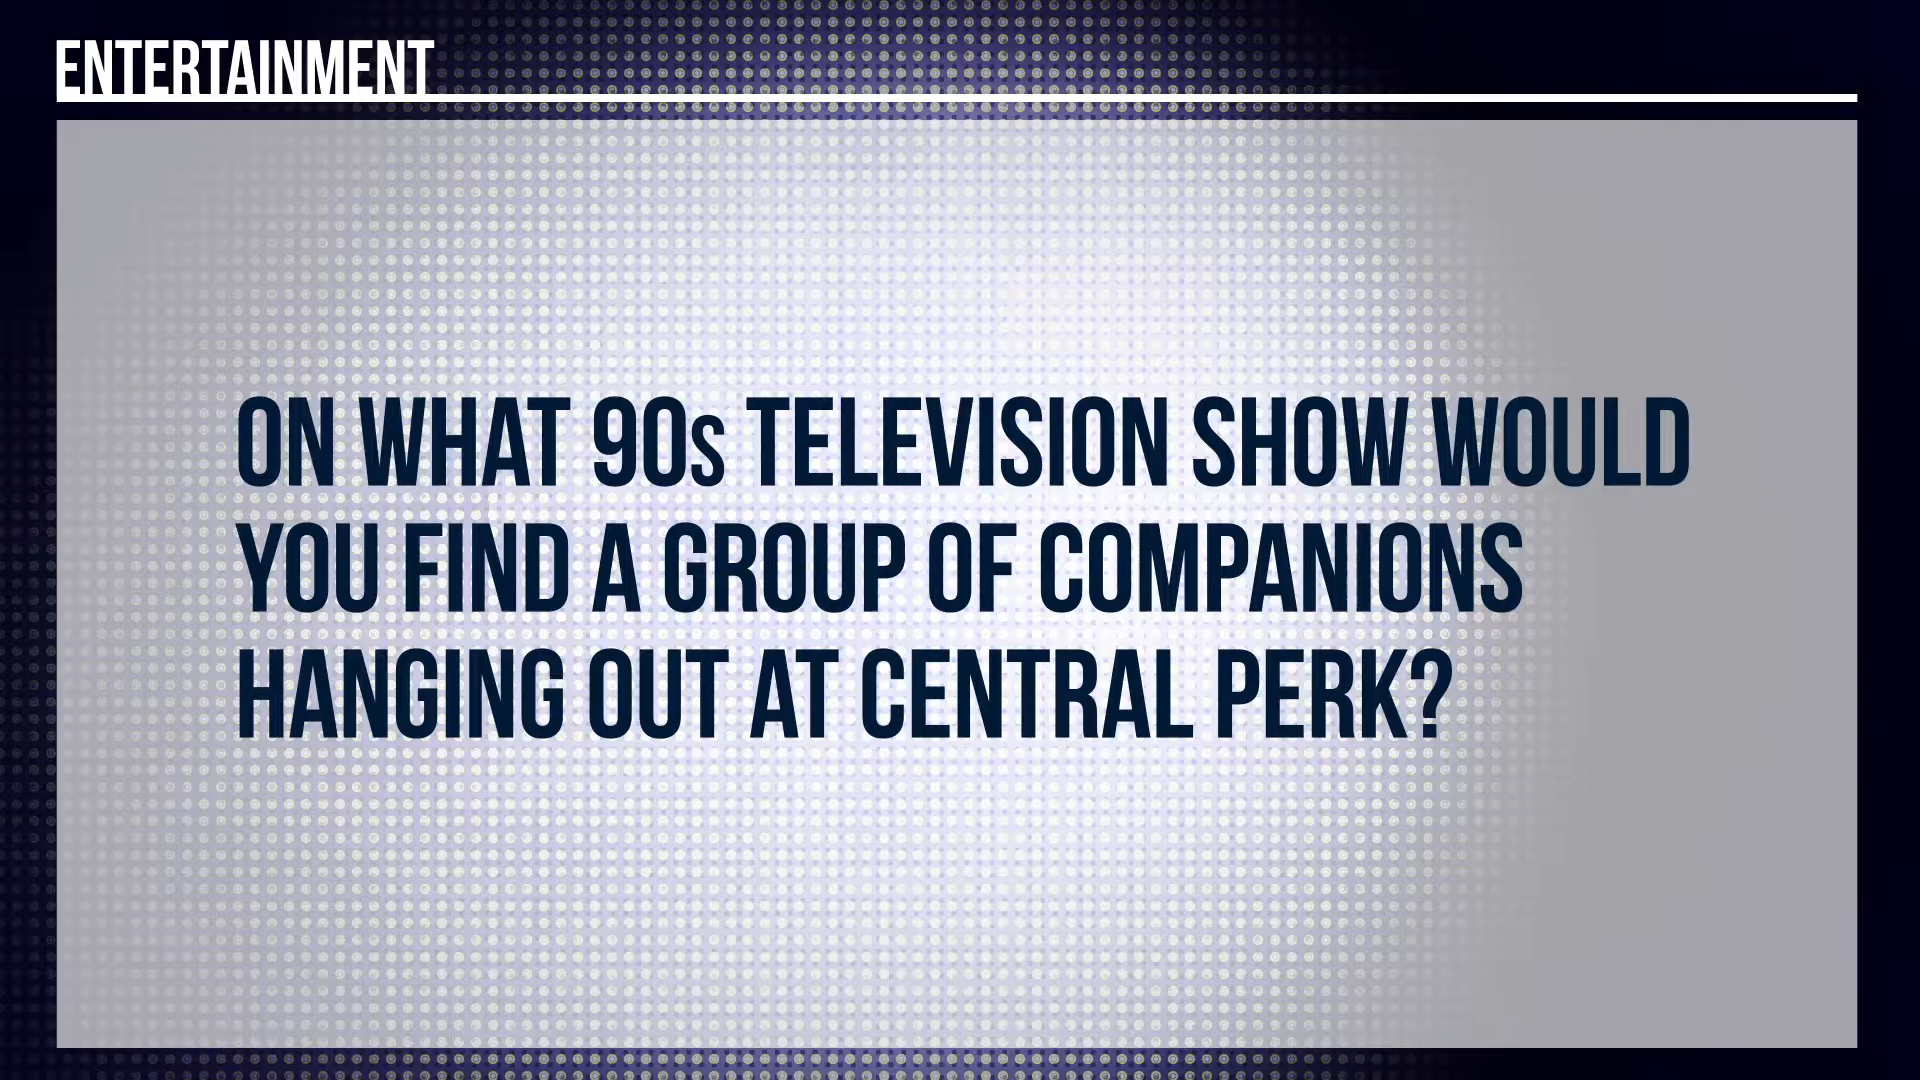 ENTERTAINMENT
ON WHAT 90s TELEVISION SHOW WOULD
YOU FIND A GROUP OF COMPANIONS
HANGING OUT AT CENTRAL PERK?